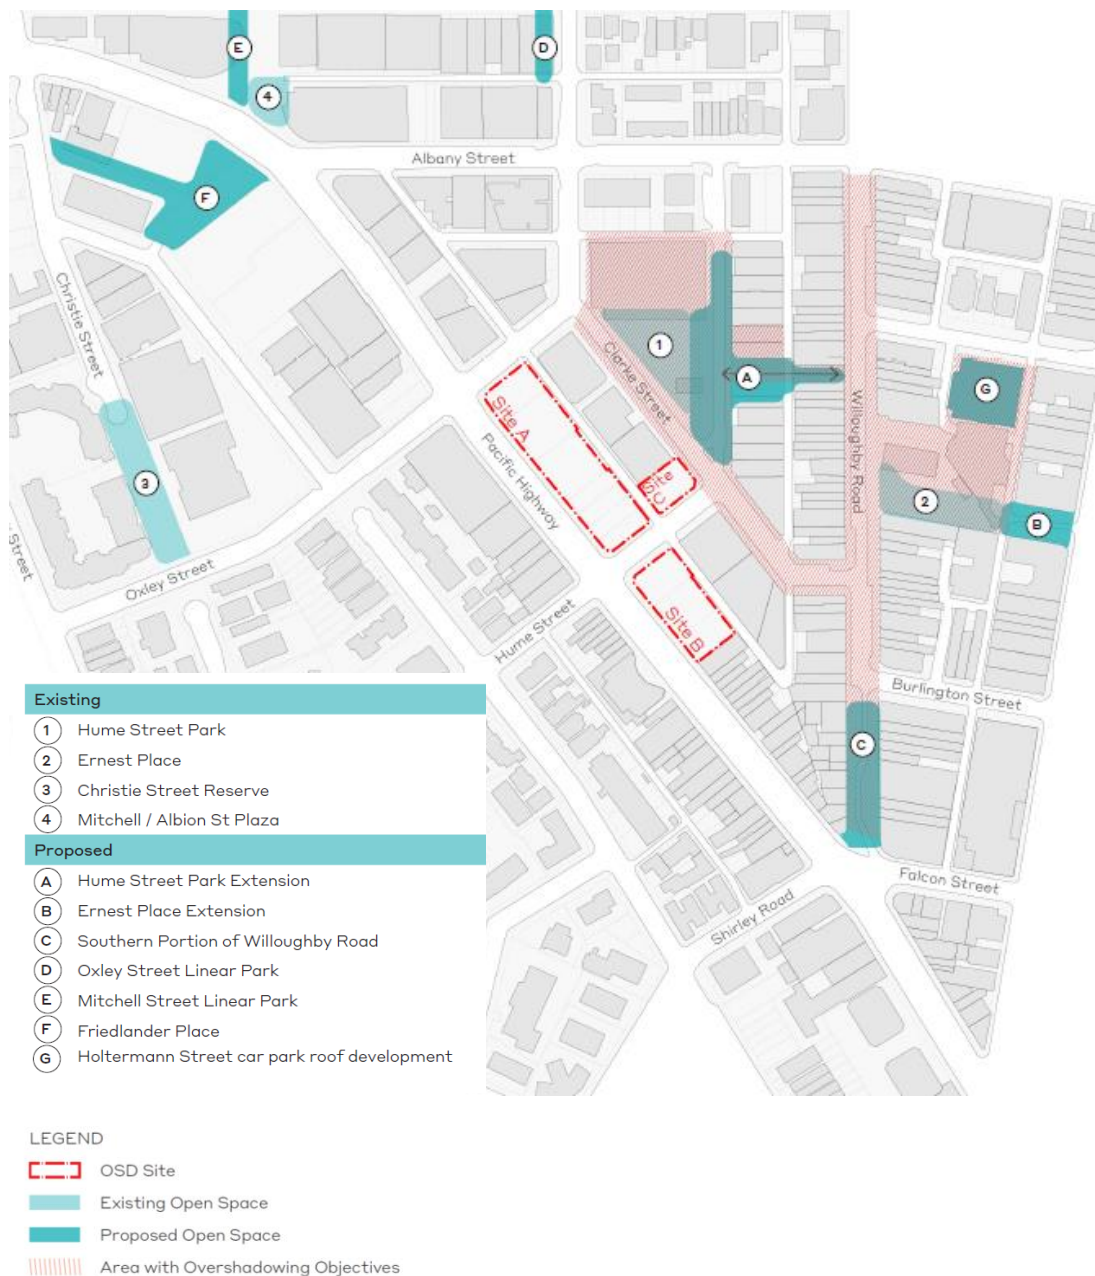 E
D
4
Albany Street
F
Christie Street
1
Clarke Street
A
G
Site A
Willoughby Road
Pacific Highway
Site C
3
2
B
Street
Oxley Street
Hume Street
Site B
Burlington Street
C
Falcon Street
Shirley Road
Existing
1 Hume Street Park
2 Ernest Place
3 Christie Street Reserve
4 Mitchell / Albion St Plaza
Proposed
A Hume Street Park Extension
B Ernest Place Extension
C Southern Portion of Willoughby Road
D Oxley Street Linear Park
E Mitchell Street Linear Park
F Friedlander Place
G Holtermann Street car park roof development
LEGEND
OSD Site
Existing Open Space
Proposed Open Space
Area with Overshadowing Objectives